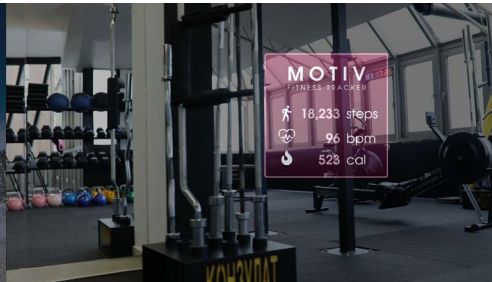 MOTIV
FITNESS TRACKER
18,233 steps
96 bpm
523 cal
КОНЗУЛАТ